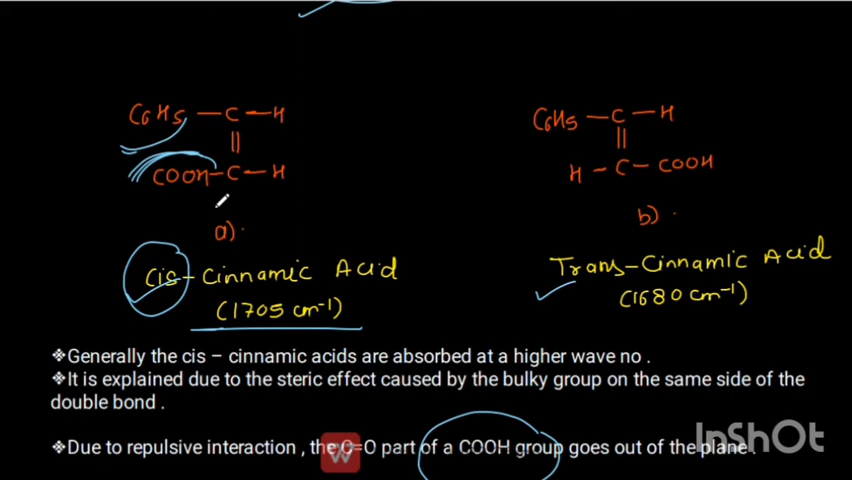 C6H5 — C — H
||
COOH — C — H
a).
Cis - Cinnamic Acid
(1705 cm-1)
C6H5 — C — H
||
H — C — COOH
b).
Trans - Cinnamic Acid
(1680 cm-1)
❖Generally the cis – cinnamic acids are absorbed at a higher wave no .
❖It is explained due to the steric effect caused by the bulky group on the same side of the
double bond .
❖Due to repulsive interaction , the C=O part of a COOH group goes out of the plane .
W
InShOt